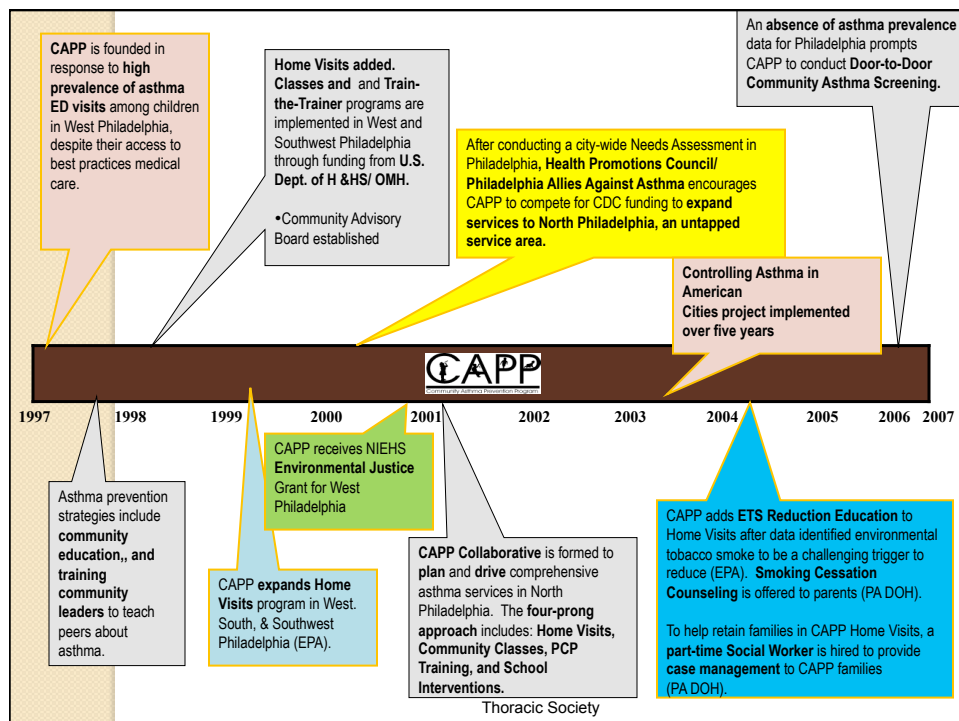 CAPP is founded in
response to high
prevalence of asthma
ED visits among children
in West Philadelphia,
despite their access to
best practices medical
care.
Home Visits added.
Classes and and Train-
the-Trainer programs are
implemented in West and
Southwest Philadelphia
through funding from U.S.
Dept. of H &HS/ OMH.
•Community Advisory
Board established
After conducting a city-wide Needs Assessment in
Philadelphia, Health Promotions Council/
Philadelphia Allies Against Asthma encourages
CAPP to compete for CDC funding to expand
services to North Philadelphia, an untapped
service area.
An absence of asthma prevalence
data for Philadelphia prompts
CAPP to conduct Door-to-Door
Community Asthma Screening.
Controlling Asthma in
American
Cities project implemented
over five years
CAPP
Community Asthma Prevention Program
1997 1998 1999 2000 2001 2002 2003 2004 2005 2006 2007
Asthma prevention
strategies include
community
education,, and
training
community
leaders to teach
peers about
asthma.
CAPP expands Home
Visits program in West.
South, & Southwest
Philadelphia (EPA).
CAPP receives NIEHS
Environmental Justice
Grant for West
Philadelphia
CAPP Collaborative is formed to
plan and drive comprehensive
asthma services in North
Philadelphia. The four-prong
approach includes: Home Visits,
Community Classes, PCP
Training, and School
Interventions.
Thoracic Society
CAPP adds ETS Reduction Education to
Home Visits after data identified environmental
tobacco smoke to be a challenging trigger to
reduce (EPA). Smoking Cessation
Counseling is offered to parents (PA DOH).
To help retain families in CAPP Home Visits, a
part-time Social Worker is hired to provide
case management to CAPP families
(PA DOH).